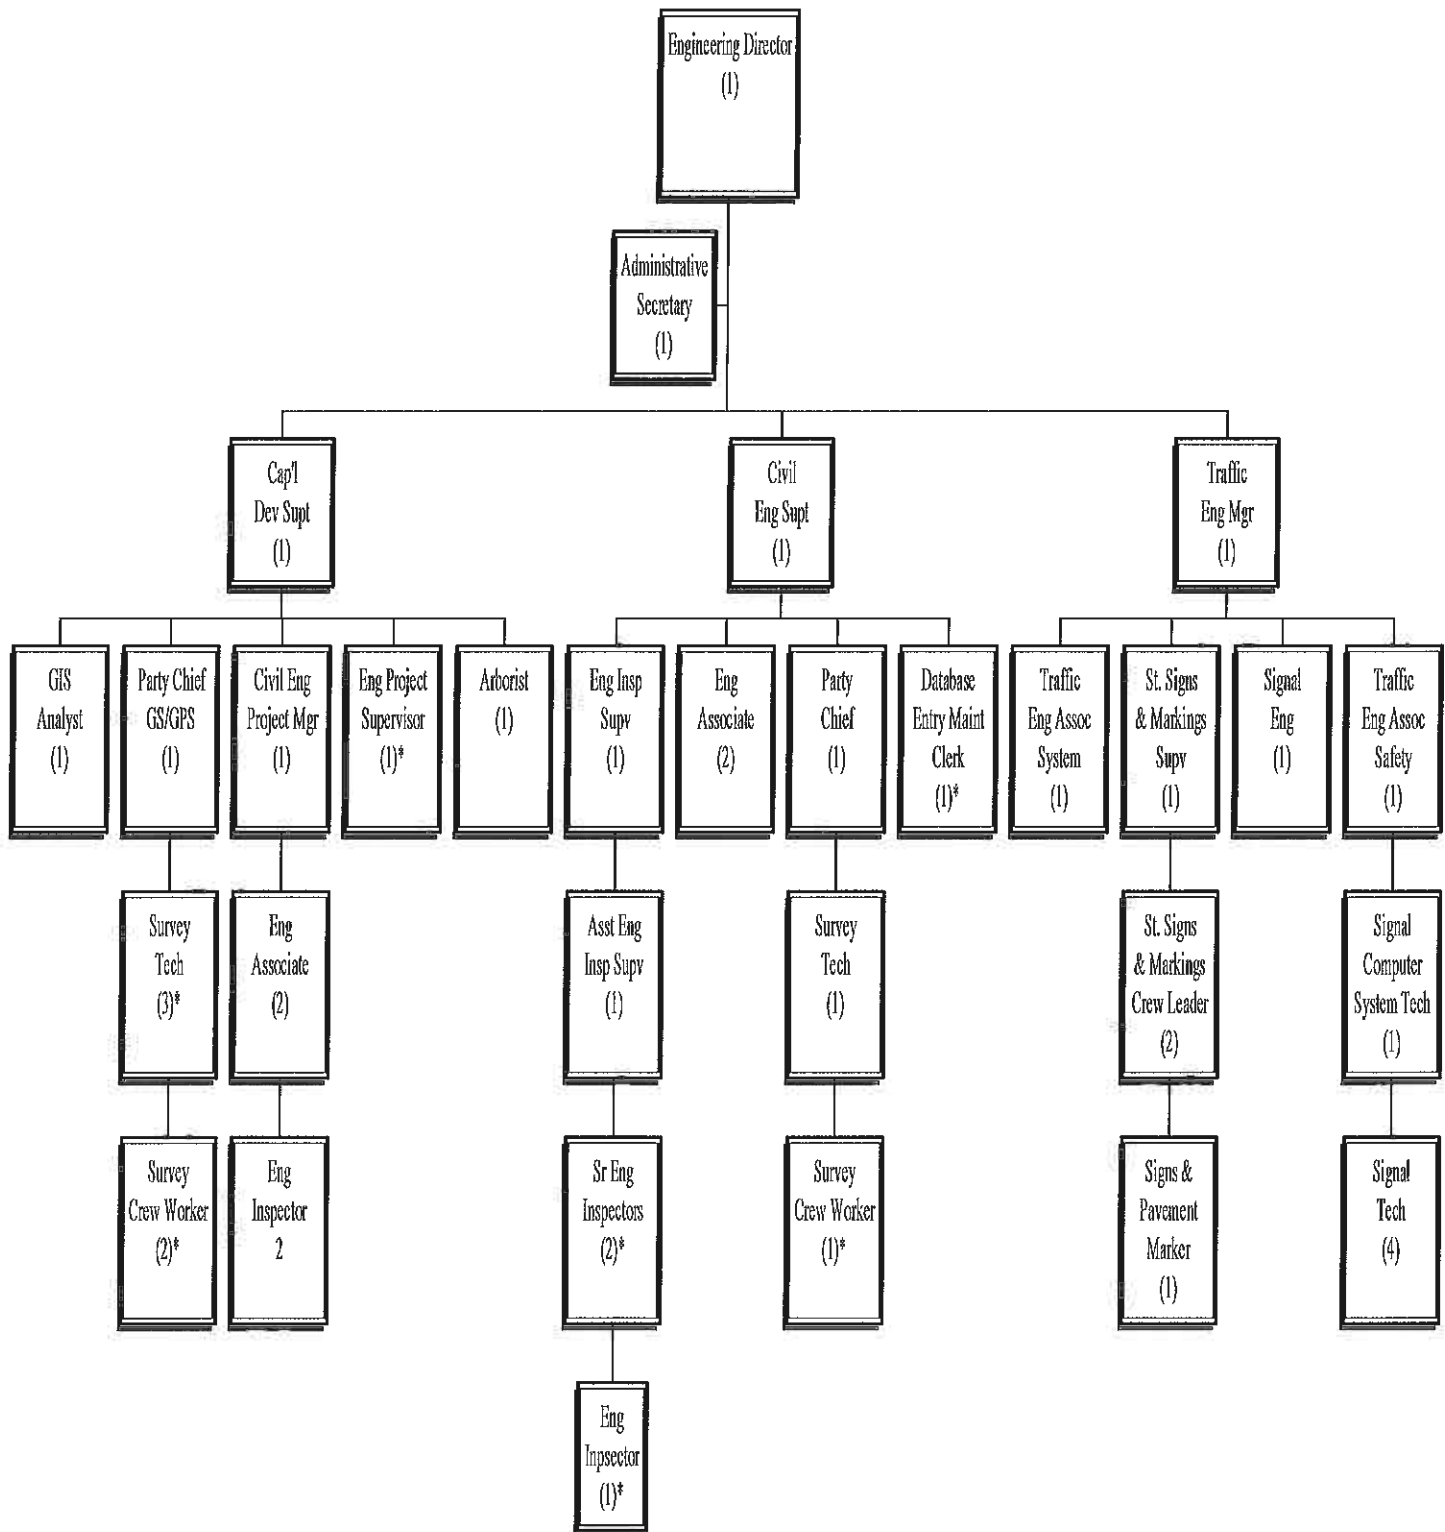 Engineering Director
(1)
Administrative
Secretary
(1)
Cap'l
Dev Supt
(1)
Civil
Eng Supt
(1)
Traffic
Eng Mgr
(1)
GIS
Analyst
(1)
Party Chief
GS/GPS
(1)
Civil Eng
Project Mgr
(1)
Eng Project
Supervisor
(1)*
Arborist
(1)
Eng Insp
Supv
(1)
Eng
Associate
(2)
Party
Chief
(1)
Database
Entry Maint
Clerk
(1)*
Traffic
Eng Assoc
System
(1)
St. Signs
& Markings
Supv
(1)
Signal
Eng
(1)
Traffic
Eng Assoc
Safety
(1)
Survey
Tech
(3)*
Eng
Associate
(2)
Asst Eng
Insp Supv
(1)
Survey
Tech
(1)
St. Signs
& Markings
Crew Leader
(2)
Signal
Computer
System Tech
(1)
Survey
Crew Worker
(2)*
Eng
Inspector
2
Sr Eng
Inspectors
(2)*
Survey
Crew Worker
(1)*
Signs &
Pavement
Marker
(1)
Signal
Tech
(4)
Eng
Inpsector
(1)*